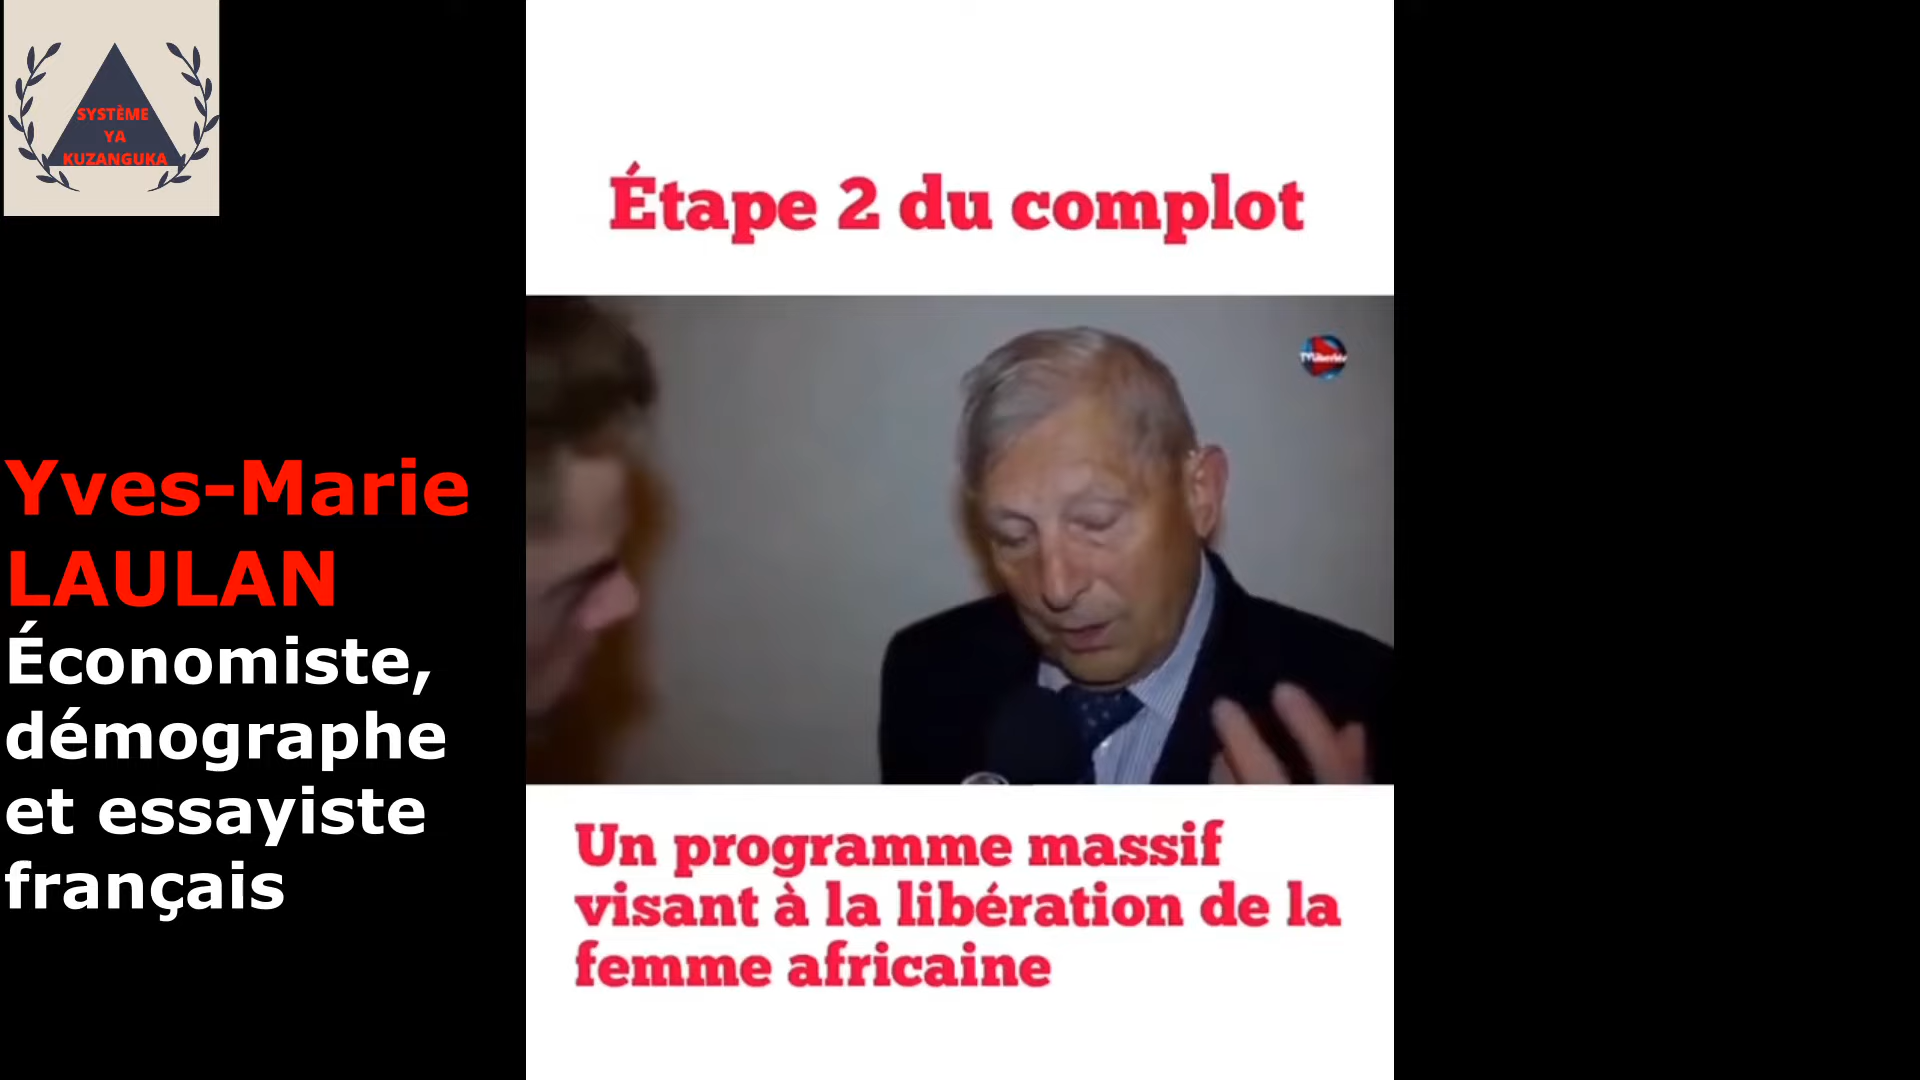 SYSTÈME
YA
KUZANGUKA
Étape 2 du complot
TVLibertés
Yves-Marie
LAULAN
Économiste,
démographe
et essayiste
français
Un programme massif
visant à la libération de la
femme africaine